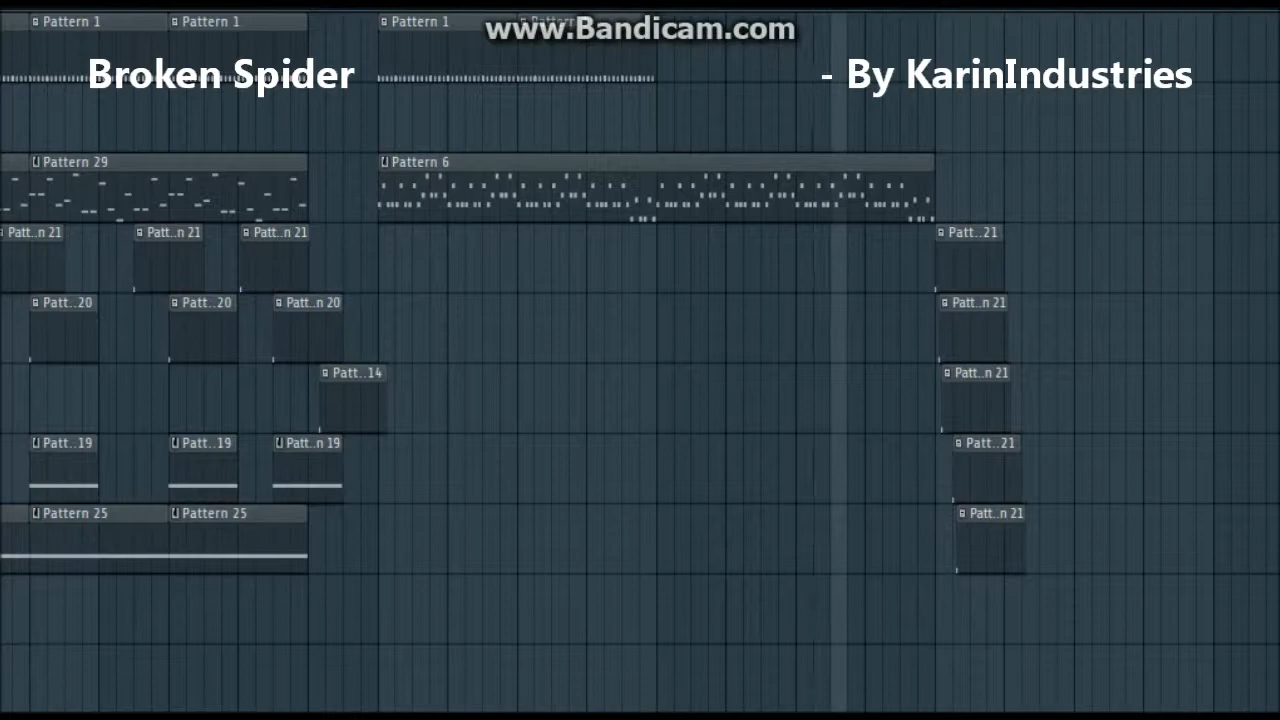 Pattern 1 Pattern 1 Pattern 1 Pattern
www.Bandicam.com
Broken Spider - By KarinIndustries
Pattern 29 Pattern 6
Patt..n 21 Patt..n 21 Patt..n 21 Patt..21
Patt..20 Patt..20 Patt..n 20 Patt..n 21
Patt..14 Patt..n 21
Patt..19 Patt..19 Patt..n 19 Patt..21
Pattern 25 Pattern 25 Patt..n 21